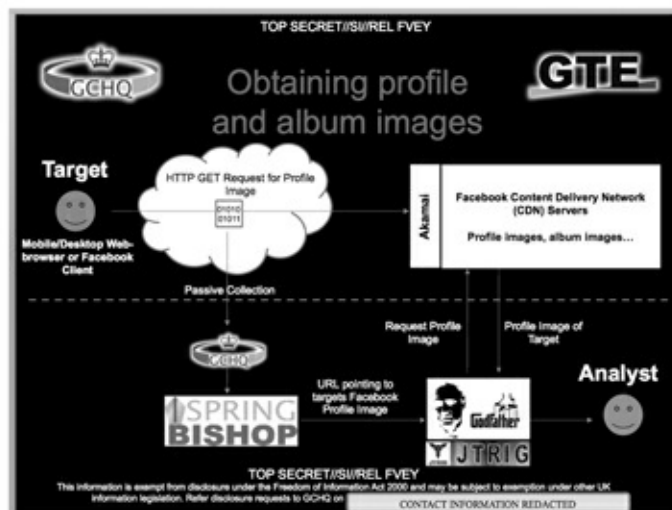 TOP SECRET//SI//REL FVEY
GCHQ
GTE
Obtaining profile
and album images
Target
HTTP GET Request for Profile
Image
01010
01011
Akamai
Facebook Content Delivery Network
(CDN) Servers
Profile images, album images...
Mobile/Desktop Web-
browser or Facebook
Client
Passive Collection
Request Profile
Image
Profile Image of
Target
GCHQ
SPRING
BISHOP
URL pointing to
targets Facebook
Profile Image
Godfather
JTRIG
Analyst
TOP SECRET//SI//REL FVEY
This information is exempt from disclosure under the Freedom of Information Act 2000 and may be subject to exemption under other UK
information legislation. Refer disclosure requests to GCHQ on
CONTACT INFORMATION REDACTED